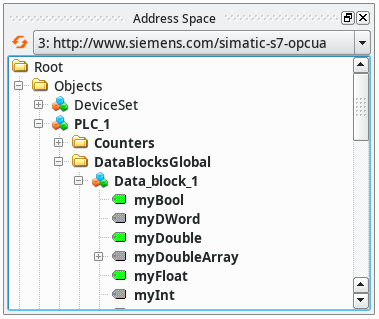 Address Space
3: http://www.siemens.com/simatic-s7-opcua
Root
Objects
DeviceSet
PLC_1
Counters
DataBlocksGlobal
Data_block_1
myBool
myDWord
myDouble
myDoubleArray
myFloat
myInt